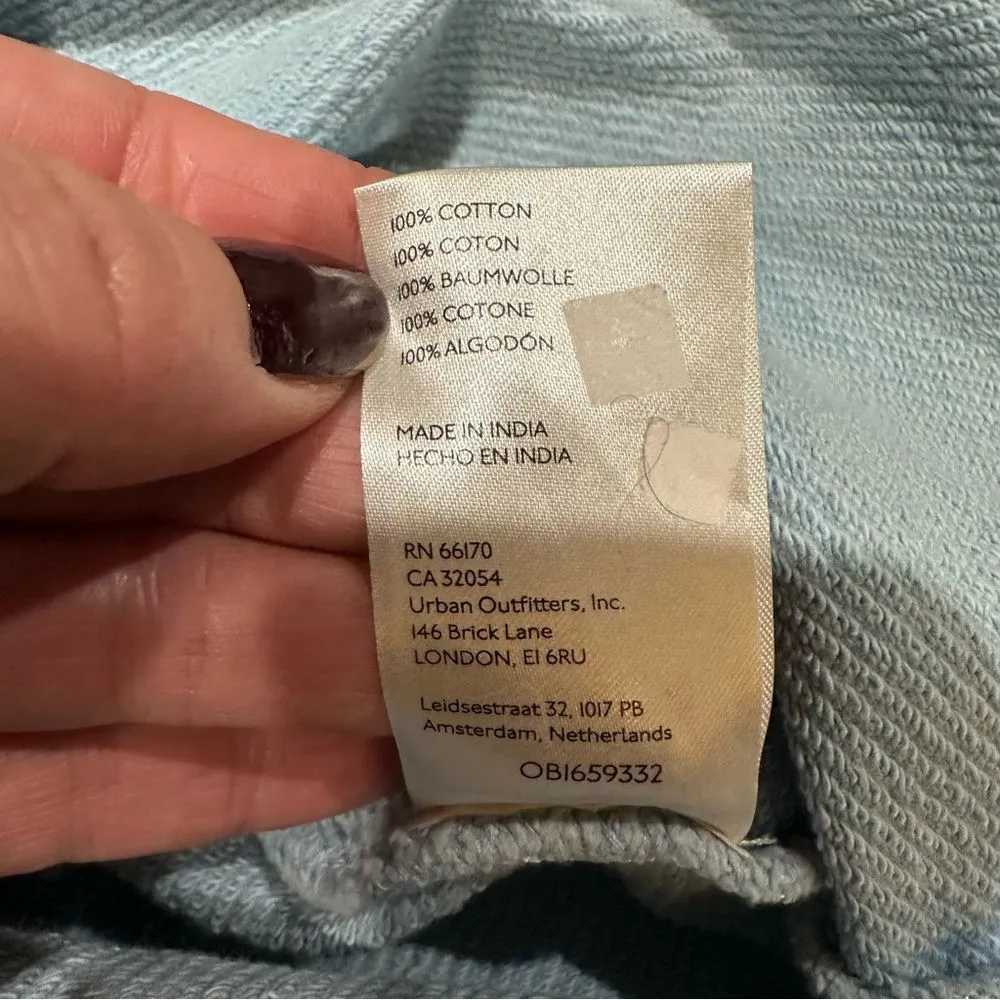 100% COTTON
100% COTON
100% BAUMWOLLE
100% COTONE
100% ALGODÓN
MADE IN INDIA
HECHO EN INDIA
RN 66170
CA 32054
Urban Outfitters, Inc.
146 Brick Lane
LONDON, E1 6RU
Leidsestraat 32, 1017 PB
Amsterdam, Netherlands
OB1659332